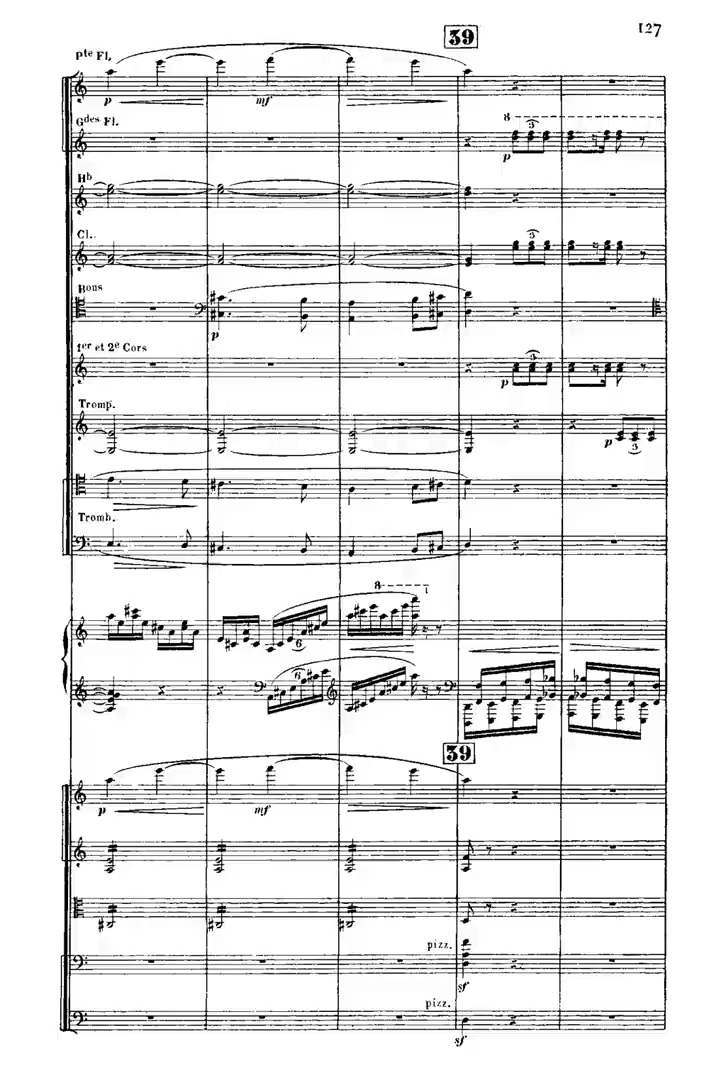 39
127
pte Fl.
p mf
Gdes Fl.
8
3
p
Hb
Cl.
3
Bons
p
1er et 2e Cors
3
p
Tromp.
p
3
Tromb.
8 1
6
6
39
p mf
pizz.
sf
pizz.
sf